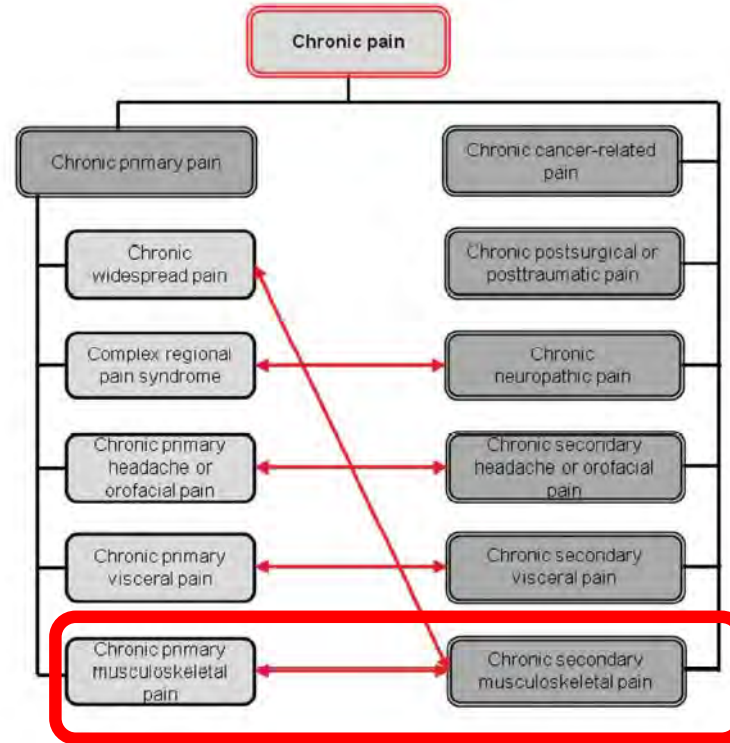 Chronic pain
Chronic primary pain
Chronic widespread pain
Complex regional pain syndrome
Chronic primary headache or orofacial pain
Chronic primary visceral pain
Chronic primary musculoskeletal pain
Chronic cancer-related pain
Chronic postsurgical or posttraumatic pain
Chronic neuropathic pain
Chronic secondary headache or orofacial pain
Chronic secondary visceral pain
Chronic secondary musculoskeletal pain